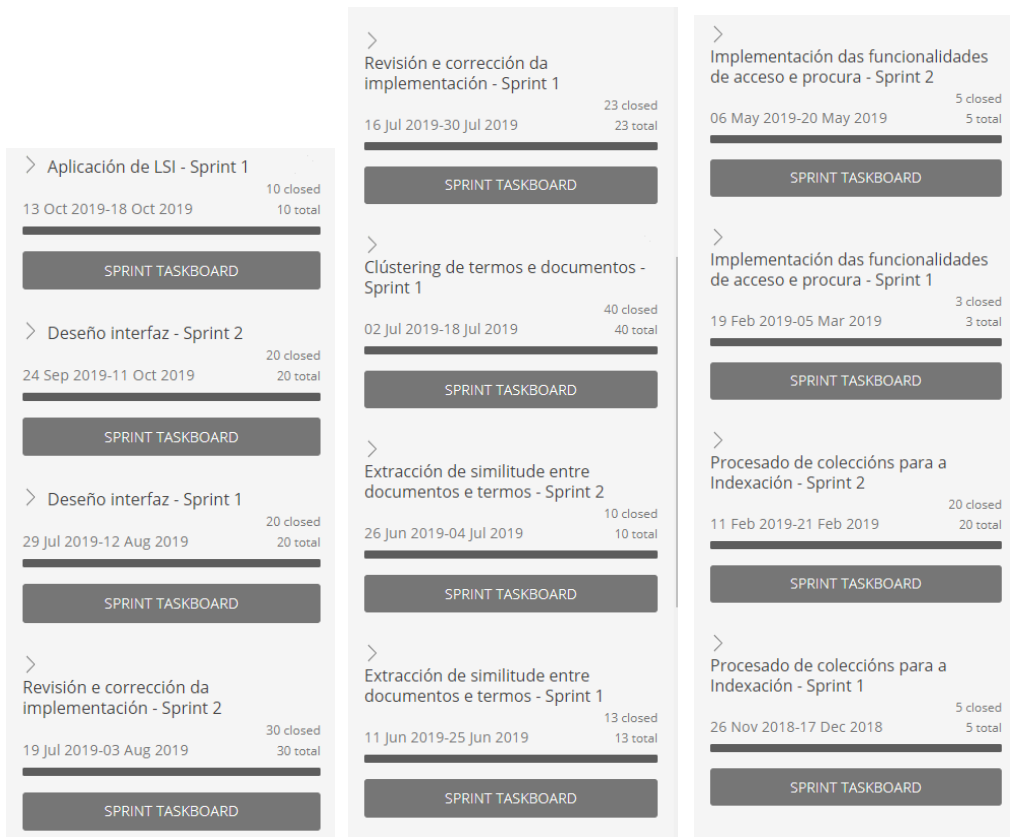 Aplicación de LSI - Sprint 1
10 closed
13 Oct 2019-18 Oct 2019
10 total
SPRINT TASKBOARD
Deseño interfaz - Sprint 2
20 closed
24 Sep 2019-11 Oct 2019
20 total
SPRINT TASKBOARD
Deseño interfaz - Sprint 1
20 closed
29 Jul 2019-12 Aug 2019
20 total
SPRINT TASKBOARD
Revisión e corrección da
implementación - Sprint 2
30 closed
19 Jul 2019-03 Aug 2019
30 total
SPRINT TASKBOARD
Revisión e corrección da
implementación - Sprint 1
23 closed
16 Jul 2019-30 Jul 2019
23 total
SPRINT TASKBOARD
Clústering de termos e documentos -
Sprint 1
40 closed
02 Jul 2019-18 Jul 2019
40 total
SPRINT TASKBOARD
Extracción de similitude entre
documentos e termos - Sprint 2
10 closed
26 Jun 2019-04 Jul 2019
10 total
SPRINT TASKBOARD
Extracción de similitude entre
documentos e termos - Sprint 1
13 closed
11 Jun 2019-25 Jun 2019
13 total
SPRINT TASKBOARD
Implementación das funcionalidades
de acceso e procura - Sprint 2
5 closed
06 May 2019-20 May 2019
5 total
SPRINT TASKBOARD
Implementación das funcionalidades
de acceso e procura - Sprint 1
3 closed
19 Feb 2019-05 Mar 2019
3 total
SPRINT TASKBOARD
Procesado de coleccións para a
Indexación - Sprint 2
20 closed
11 Feb 2019-21 Feb 2019
20 total
SPRINT TASKBOARD
Procesado de coleccións para a
Indexación - Sprint 1
5 closed
26 Nov 2018-17 Dec 2018
5 total
SPRINT TASKBOARD